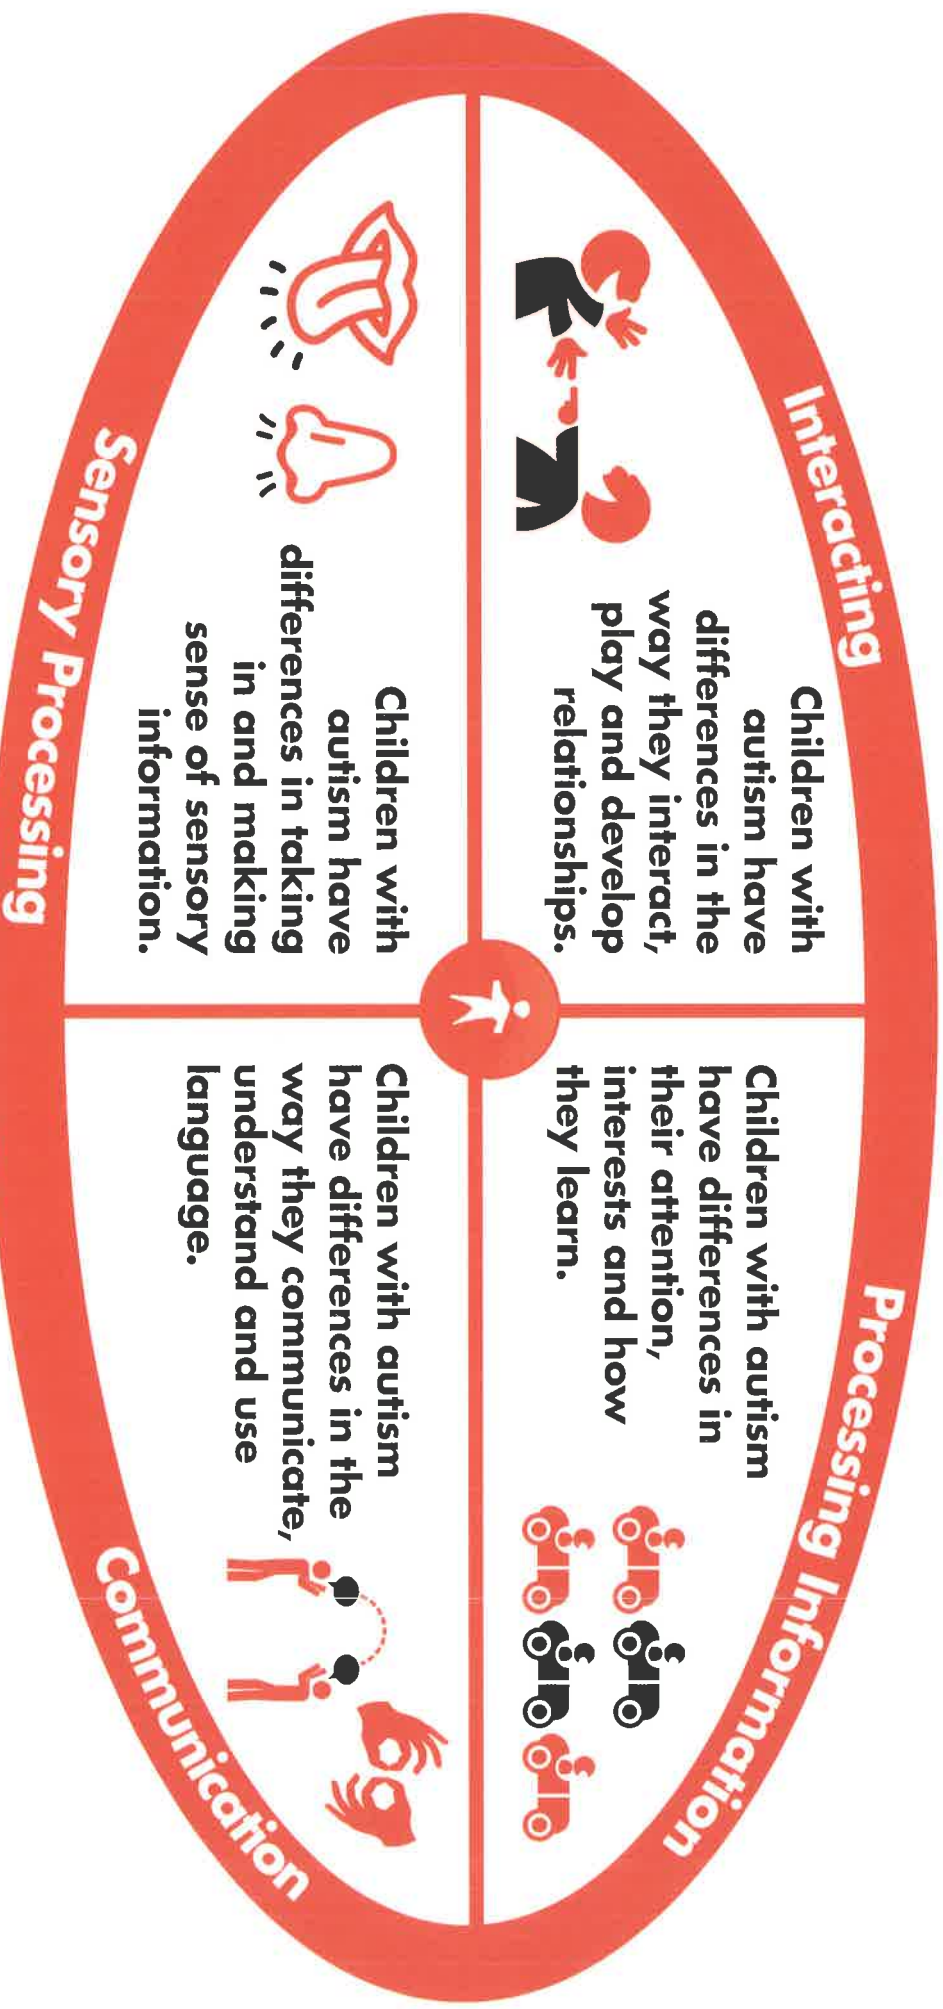 Interacting
Children with
autism have
differences in the
way they interact,
play and develop
relationships.
Processing Information
Children with autism
have differences in
their attention,
interests and how
they learn.
Sensory Processing
Children with
autism have
differences in taking
in and making
sense of sensory
information.
Communication
Children with autism
have differences in the
way they communicate,
understand and use
language.